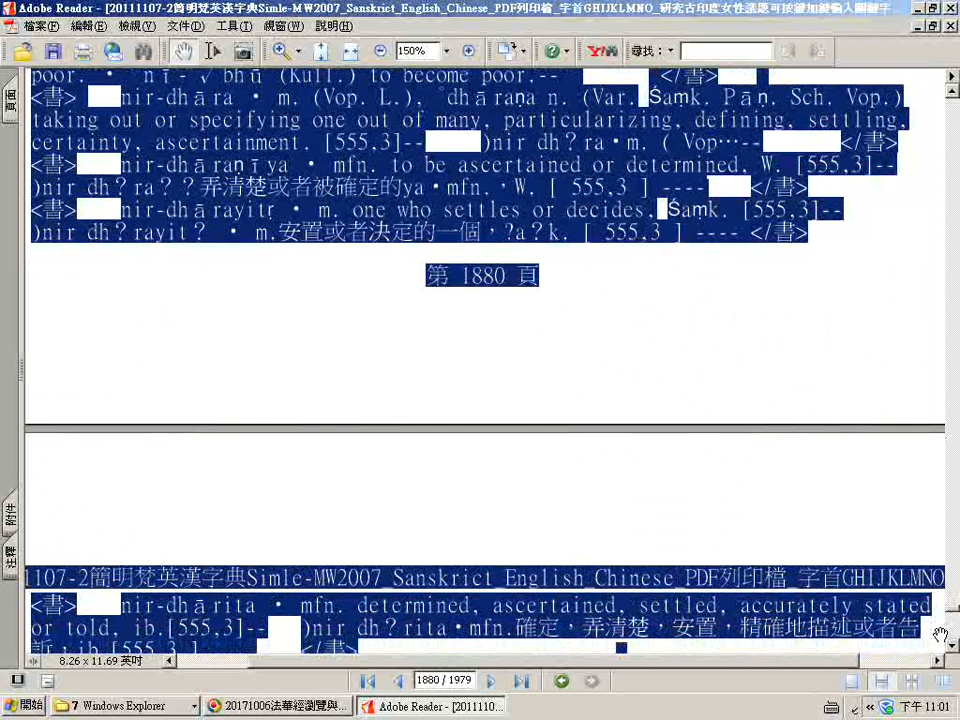 Adobe Reader - [20111107-2簡明梵英漢字典Simle-MW2007_Sanskrict_English_Chinese_PDF列印檔_字首GHIJKLMNO_研究古印度女性議題可按鍵加鍵輸入關鍵字
檔案(F) 編輯(E) 檢視(V) 文件(D) 工具(T) 視窗(W) 說明(H)
150% Y! 尋找:
頁面
poor. • nī-√bhū (Kull.) to become poor.-- </書>
<書> nir-dhāra • m. (Vop. L.), °dhāraṇa n. (Var. Śaṃk. Pāṇ. Sch. Vop.)
taking out or specifying one out of many, particularizing, defining, settling,
certainty, ascertainment. [555,3]-- )nir dh?ra•m. ( Vop…-- </書>
<書> nir-dhāraṇīya • mfn. to be ascertained or determined, W. [555,3]--
)nir dh?ra??弄清楚或者被確定的ya•mfn.，W. [ 555,3 ] ---- </書>
<書> nir-dhārayitṛ • m. one who settles or decides, Śaṃk. [555,3]--
)nir dh?rayit? • m.安置或者決定的一個，?a?k. [ 555,3 ] ---- </書>
第 1880 頁
附件
注釋
1107-2簡明梵英漢字典Simle-MW2007_Sanskrict_English_Chinese_PDF列印檔_字首GHIJKLMNO
<書> nir-dhārita • mfn. determined, ascertained, settled, accurately stated
or told, ib.[555,3]-- )nir dh?rita•mfn.確定，弄清楚，安置，精確地描述或者告
訴，ib.[555,3 ] </書>
8.26 x 11.69 英吋
1880 / 1979
開始 7 Windows Explorer 20171006法華經瀏覽與... Adobe Reader - [2011110... 下午 11:01